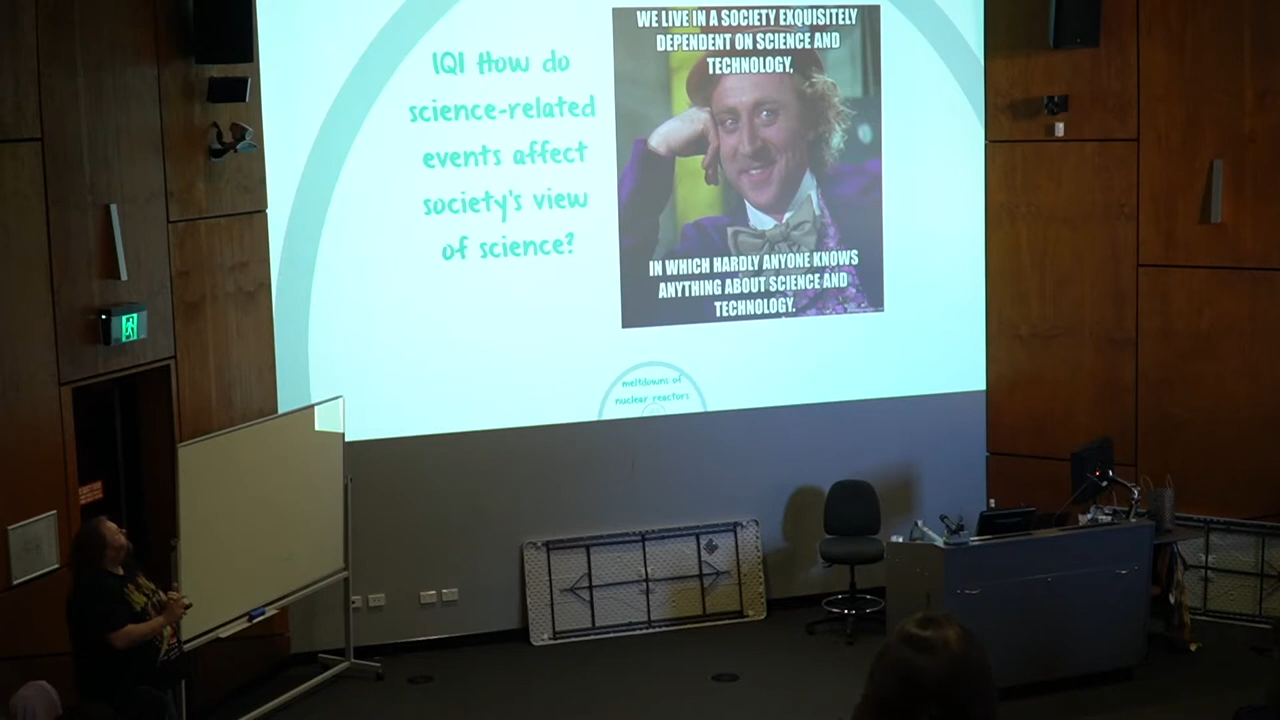 IQ1 How do
science-related
events affect
society's view
of science?
WE LIVE IN A SOCIETY EXQUISITELY
DEPENDENT ON SCIENCE AND
TECHNOLOGY,
IN WHICH HARDLY ANYONE KNOWS
ANYTHING ABOUT SCIENCE AND
TECHNOLOGY.
meltdowns of
nuclear reactors